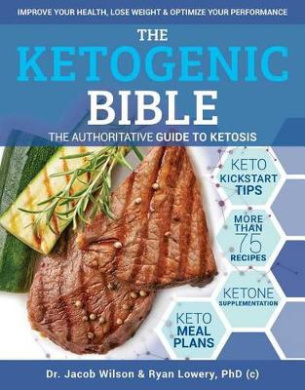 IMPROVE YOUR HEALTH, LOSE WEIGHT & OPTIMIZE YOUR PERFORMANCE
THE
KETOGENIC
BIBLE
THE AUTHORITATIVE GUIDE TO KETOSIS
KETO
KICKSTART
TIPS
MORE
THAN
75
RECIPES
KETONE
SUPPLEMENTATION
KETO
MEAL
PLANS
Dr. Jacob Wilson & Ryan Lowery, PhD (c)